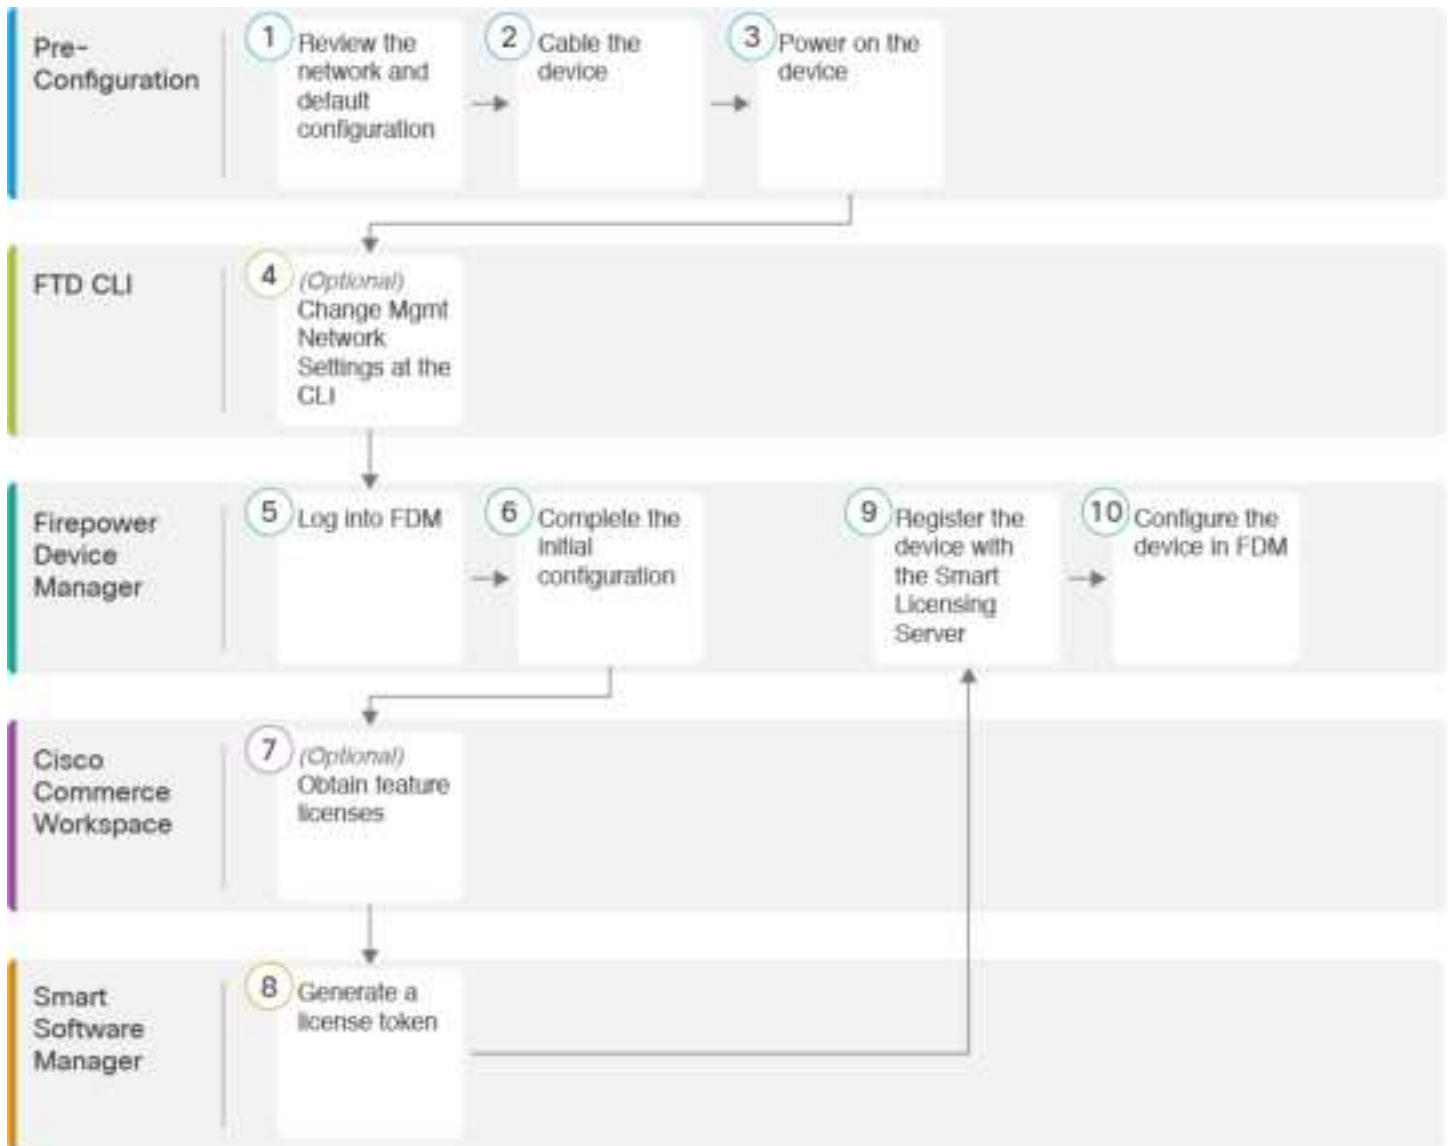 Pre-
Configuration
1
Review the
network and
default
configuration
2
Cable the
device
3
Power on the
device
FTD CLI
4
(Optional)
Change Mgmt
Network
Settings at the
CLI
Firepower
Device
Manager
5
Log into FDM
6
Complete the
initial
configuration
9
Register the
device with
the Smart
Licensing
Server
10
Configure the
device in FDM
Cisco
Commerce
Workspace
7
(Optional)
Obtain feature
licenses
Smart
Software
Manager
8
Generate a
license token